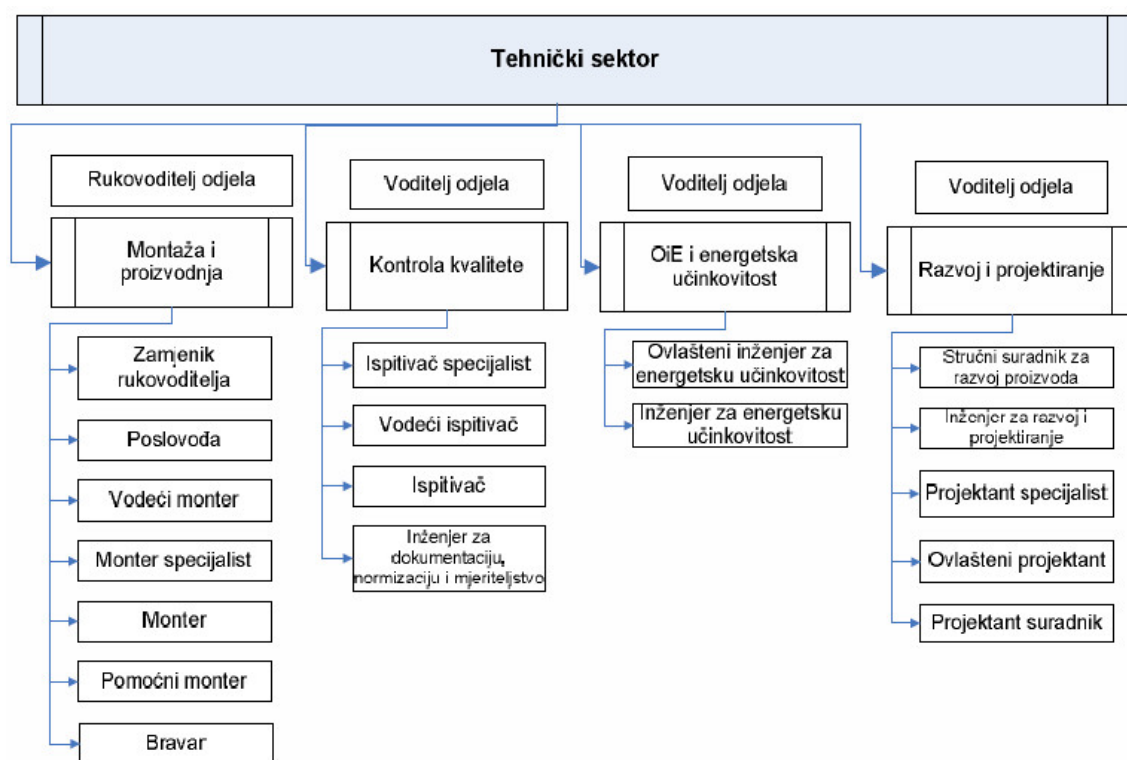 Tehnički sektor
Rukovoditelj odjela
Montaža i
proizvodnja
Zamjenik
rukovoditelja
Poslovođa
Vodeći monter
Monter specijalist
Monter
Pomoćni monter
Bravar
Voditelj odjela
Kontrola kvalitete
Ispitivač specijalist
Vodeći ispitivač
Ispitivač
Inženjer za
dokumentaciju,
normizaciju i mjeriteljstvo
Voditelj odjela
OiE i energetska
učinkovitost
Ovlašteni inženjer za
energetsku učinkovitost
Inženjer za energetsku
učinkovitost
Voditelj odjela
Razvoj i projektiranje
Stručni suradnik za
razvoj proizvoda
Inženjer za razvoj i
projektiranje
Projektant specijalist
Ovlašteni projektant
Projektant suradnik